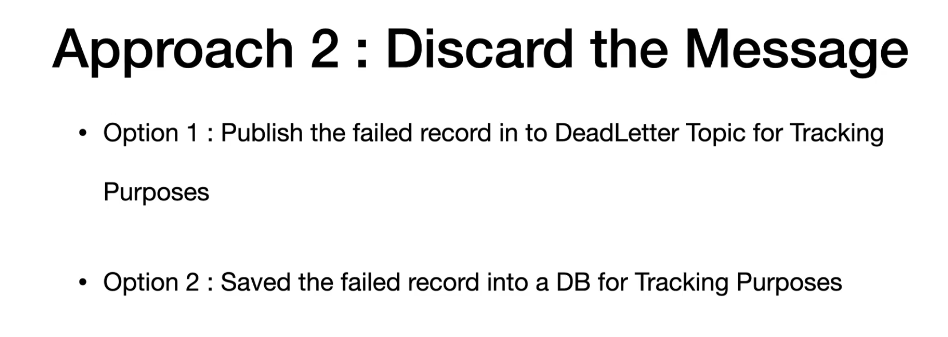 Approach 2 : Discard the Message
• Option 1 : Publish the failed record in to DeadLetter Topic for Tracking
Purposes
• Option 2 : Saved the failed record into a DB for Tracking Purposes